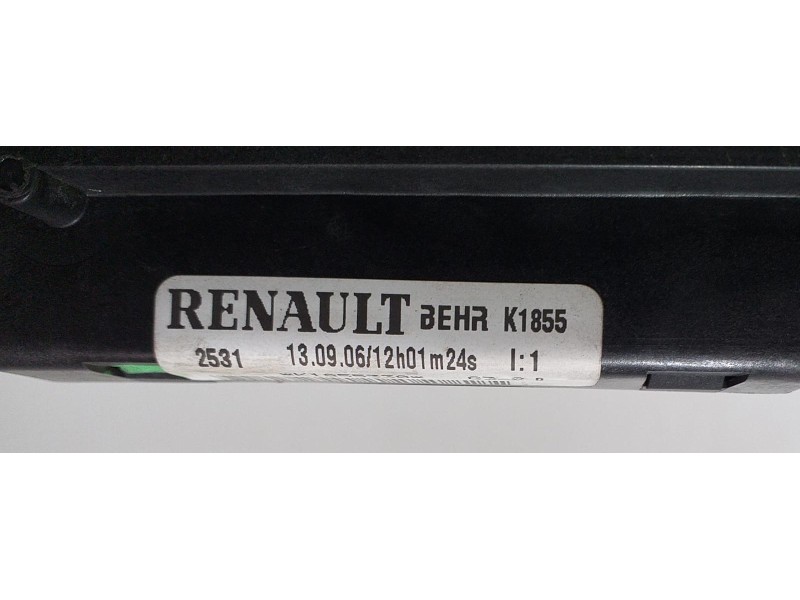 RENAULT BEHR K1855
2531 13.09.06/12h01m24s I:1